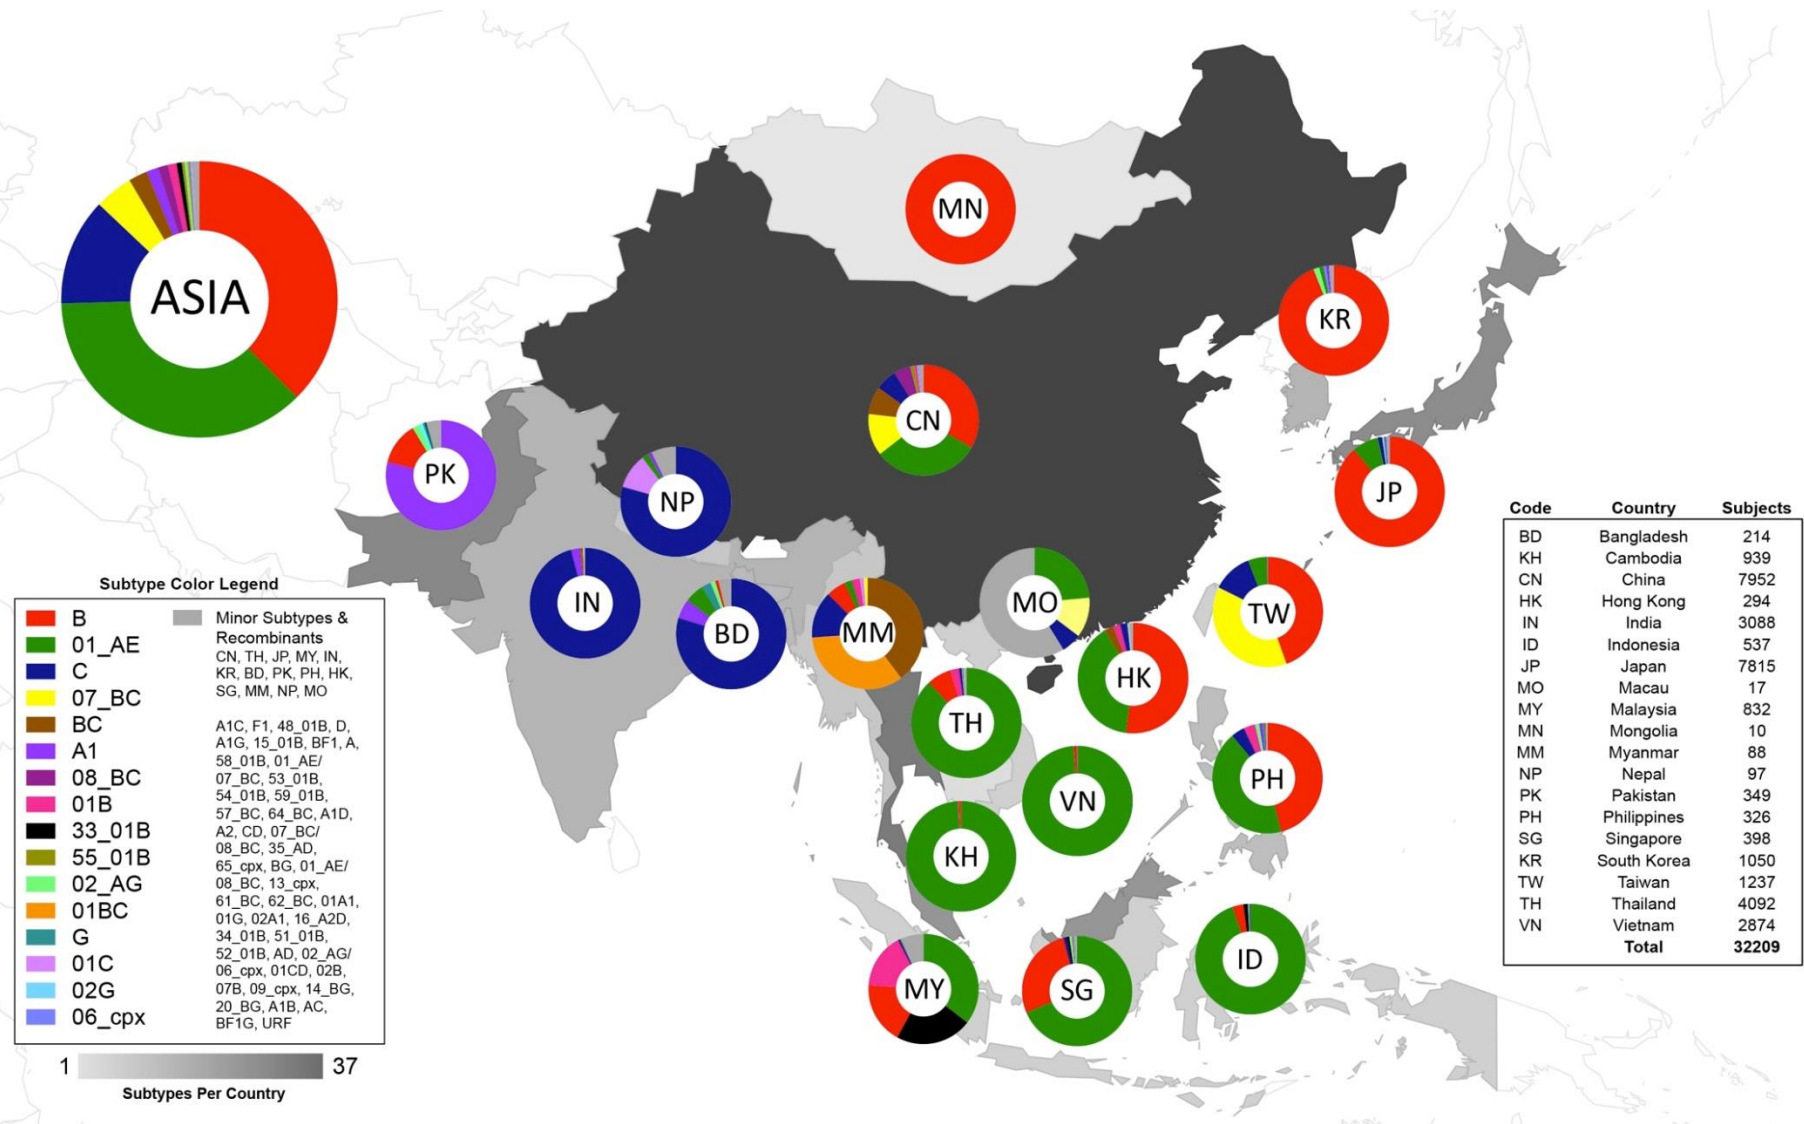 ASIA
MN
KR
CN
PK
NP
JP
IN
BD
MM
MO
TW
HK
TH
VN
PH
KH
MY
SG
ID
Subtype Color Legend
B
01_AE
C
07_BC
BC
A1
08_BC
01B
33_01B
55_01B
02_AG
01BC
G
01C
02G
06_cpx
Minor Subtypes &
Recombinants
CN, TH, JP, MY, IN,
KR, BD, PK, PH, HK,
SG, MM, NP, MO
A1C, F1, 48_01B, D,
A1G, 15_01B, BF1, A,
58_01B, 01_AE/
07_BC, 53_01B,
54_01B, 59_01B,
57_BC, 64_BC, A1D,
A2, CD, 07_BC/
08_BC, 35_AD,
65_cpx, BG, 01_AE/
08_BC, 13_cpx,
61_BC, 62_BC, 01A1,
01G, 02A1, 16_A2D,
34_01B, 51_01B,
52_01B, AD, 02_AG/
06_cpx, 01CD, 02B,
07B, 09_cpx, 14_BG,
20_BG, A1B, AC,
BF1G, URF
1 37
Subtypes Per Country
Code Country Subjects
BD Bangladesh 214
KH Cambodia 939
CN China 7952
HK Hong Kong 294
IN India 3088
ID Indonesia 537
JP Japan 7815
MO Macau 17
MY Malaysia 832
MN Mongolia 10
MM Myanmar 88
NP Nepal 97
PK Pakistan 349
PH Philippines 326
SG Singapore 398
KR South Korea 1050
TW Taiwan 1237
TH Thailand 4092
VN Vietnam 2874
Total 32209